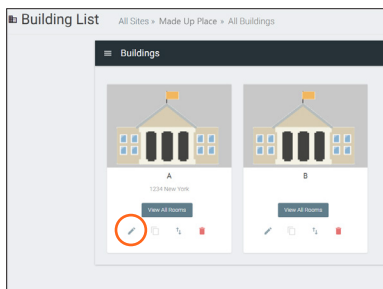 Building List
All Sites » Made Up Place » All Buildings
Buildings
A
1234 New York
View All Rooms
B
View All Rooms